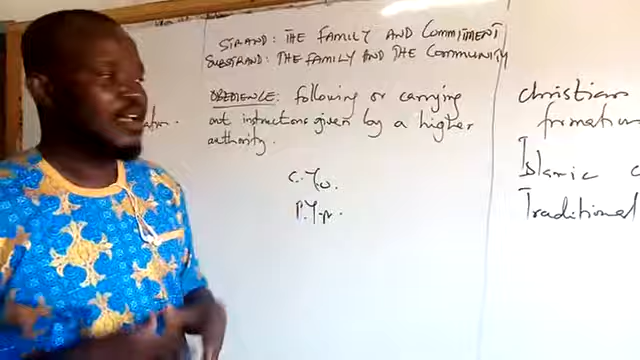 STRAND: THE FAMILY AND COMMITMENT
SUBSTRAND: THE FAMILY AND THE COMMUNITY
OBEDIENCE: following or carrying
out instructions given by a higher
authority.
Christian
Islamic
Traditional